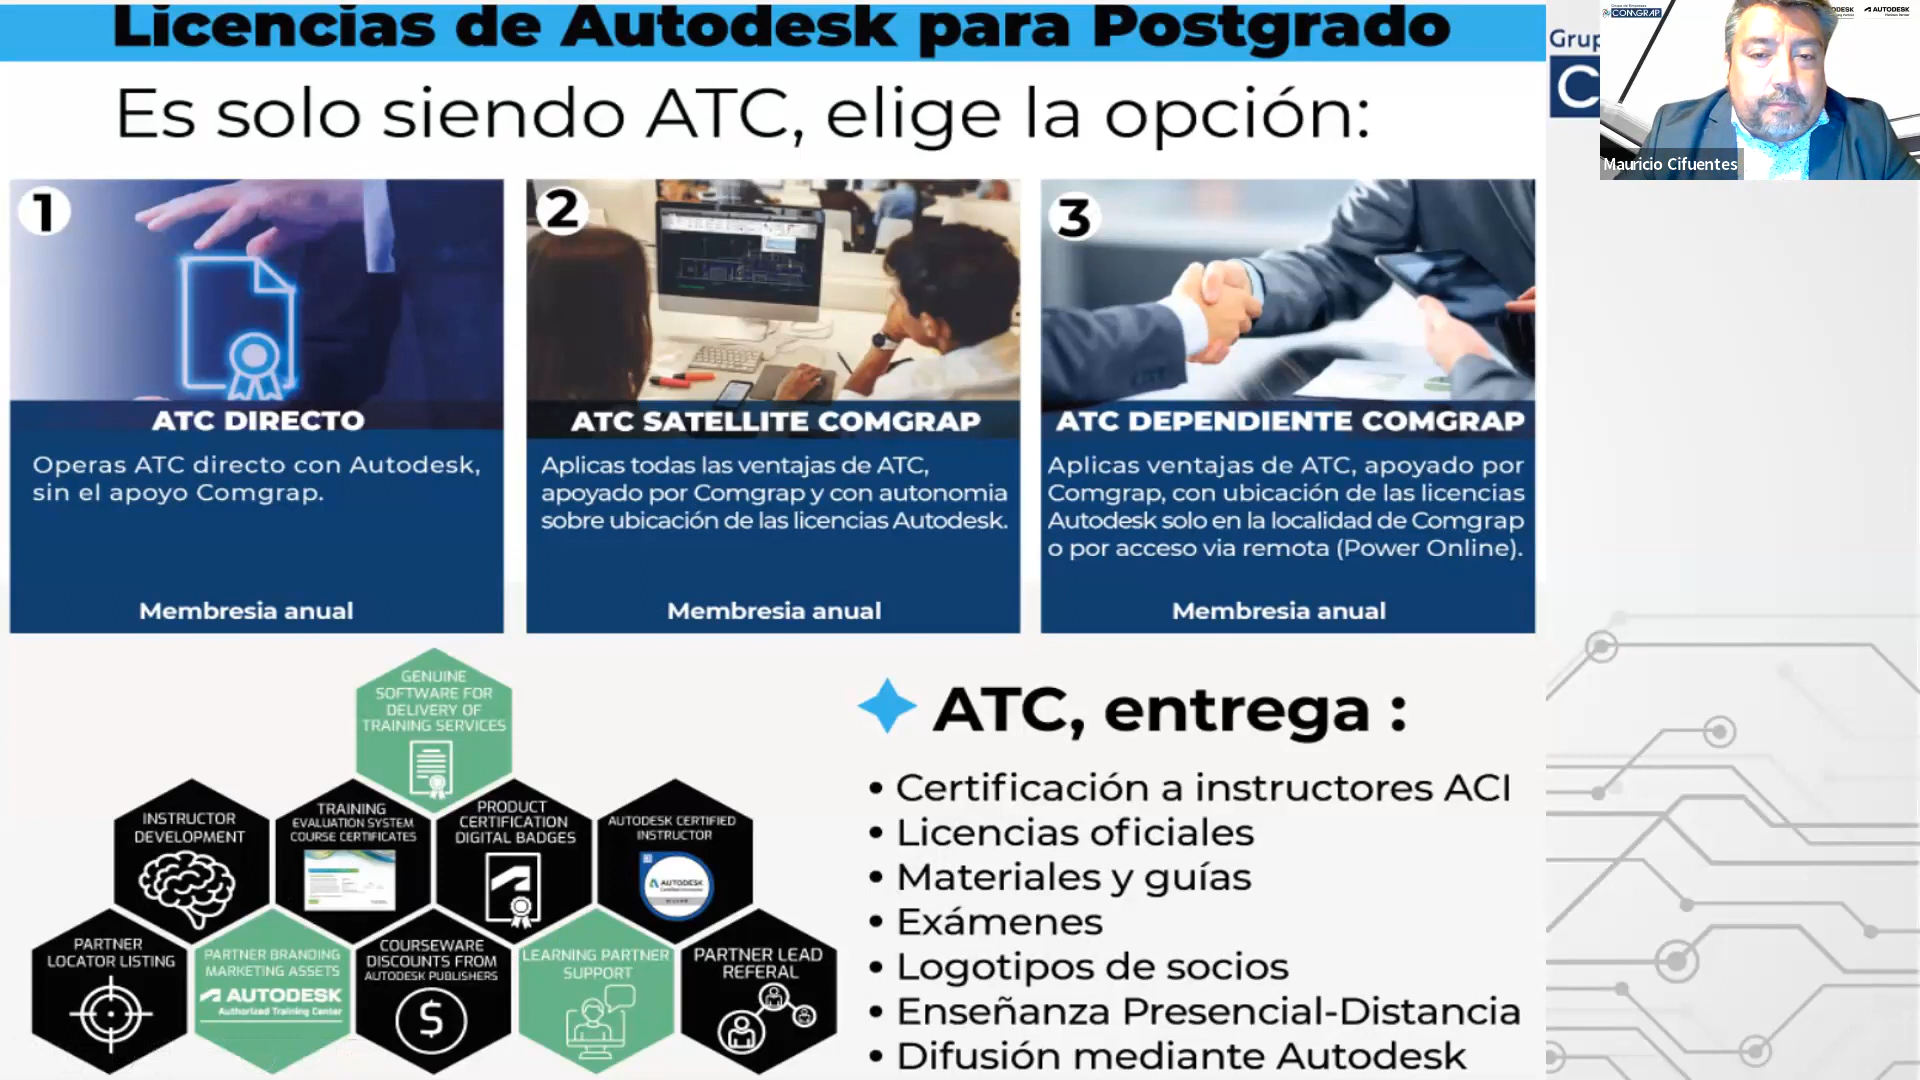 Licencias de Autodesk para Postgrado
Es solo siendo ATC, elige la opción:
1
ATC DIRECTO
Operas ATC directo con Autodesk,
sin el apoyo Comgrap.
Membresia anual
2
ATC SATELLITE COMGRAP
Aplicas todas las ventajas de ATC,
apoyado por Comgrap y con autonomia
sobre ubicación de las licencias Autodesk.
Membresia anual
3
ATC DEPENDIENTE COMGRAP
Aplicas ventajas de ATC, apoyado por
Comgrap, con ubicación de las licencias
Autodesk solo en la localidad de Comgrap
o por acceso via remota (Power Online).
Membresia anual
GENUINE
SOFTWARE FOR
DELIVERY OF
TRAINING SERVICES
INSTRUCTOR
DEVELOPMENT
TRAINING
EVALUATION SYSTEM
COURSE CERTIFICATES
PRODUCT
CERTIFICATION
DIGITAL BADGES
AUTODESK CERTIFIED
INSTRUCTOR
AUTODESK
PARTNER
LOCATOR LISTING
PARTNER BRANDING
MARKETING ASSETS
AUTODESK
Authorized Training Center
COURSEWARE
DISCOUNTS FROM
AUTODESK PUBLISHERS
$
LEARNING PARTNER
SUPPORT
PARTNER LEAD
REFERAL
ATC, entrega :
• Certificación a instructores ACI
• Licencias oficiales
• Materiales y guías
• Exámenes
• Logotipos de socios
• Enseñanza Presencial-Distancia
• Difusión mediante Autodesk
Grup
C
COMGRAP
DESK
AUTODESK
Mauricio Cifuentes